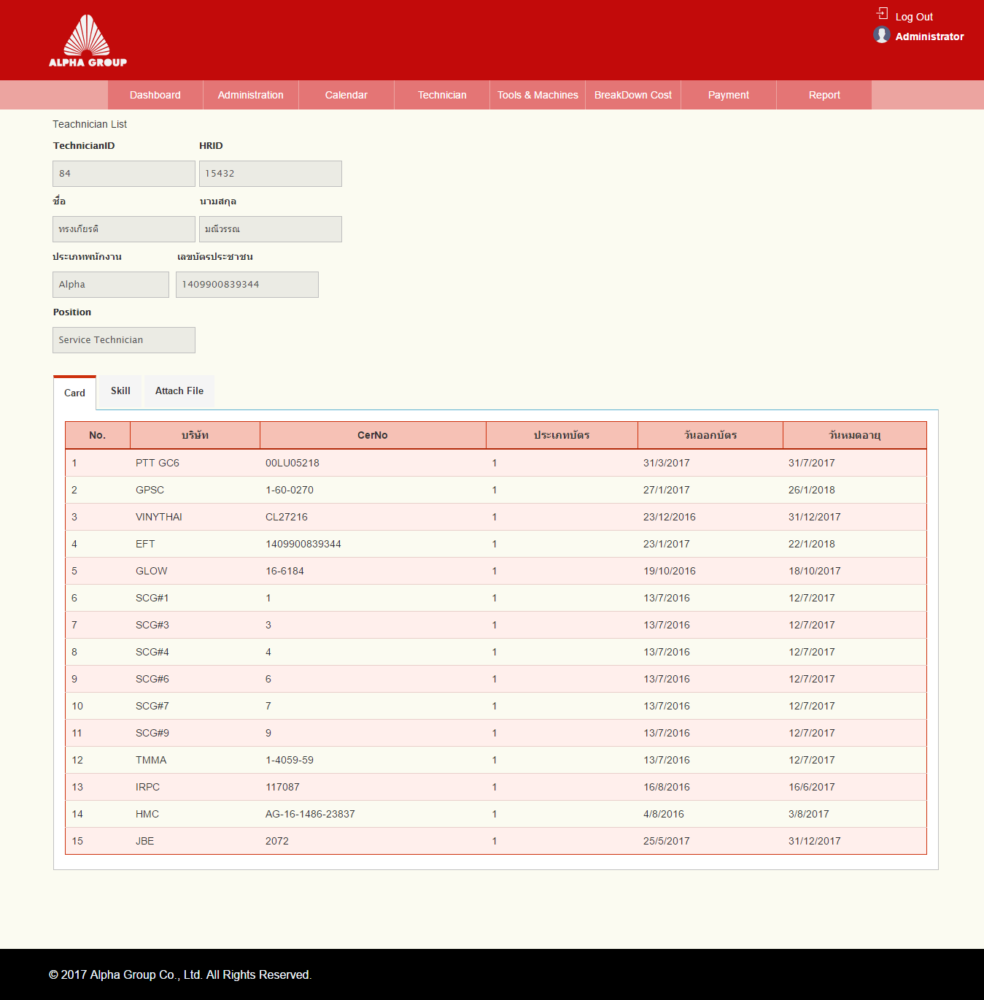 Log Out
Administrator
ALPHA GROUP
Dashboard Administration Calendar Technician Tools & Machines BreakDown Cost Payment Report
Teachnician List
TechnicianID HRID
84 15432
ชื่อ นามสกุล
ทรงเกียรติ มณีวรรณ
ประเภทพนักงาน เลขบัตรประชาชน
Alpha 1409900839344
Position
Service Technician
Card Skill Attach File
No. บริษัท CerNo ประเภทบัตร วันออกบัตร วันหมดอายุ
1 PTT GC6 00LU05218 1 31/3/2017 31/7/2017
2 GPSC 1-60-0270 1 27/1/2017 26/1/2018
3 VINYTHAI CL27216 1 23/12/2016 31/12/2017
4 EFT 1409900839344 1 23/1/2017 22/1/2018
5 GLOW 16-6184 1 19/10/2016 18/10/2017
6 SCG#1 1 1 13/7/2016 12/7/2017
7 SCG#3 3 1 13/7/2016 12/7/2017
8 SCG#4 4 1 13/7/2016 12/7/2017
9 SCG#6 6 1 13/7/2016 12/7/2017
10 SCG#7 7 1 13/7/2016 12/7/2017
11 SCG#9 9 1 13/7/2016 12/7/2017
12 TMMA 1-4059-59 1 13/7/2016 12/7/2017
13 IRPC 117087 1 16/8/2016 16/6/2017
14 HMC AG-16-1486-23837 1 4/8/2016 3/8/2017
15 JBE 2072 1 25/5/2017 31/12/2017
© 2017 Alpha Group Co., Ltd. All Rights Reserved.